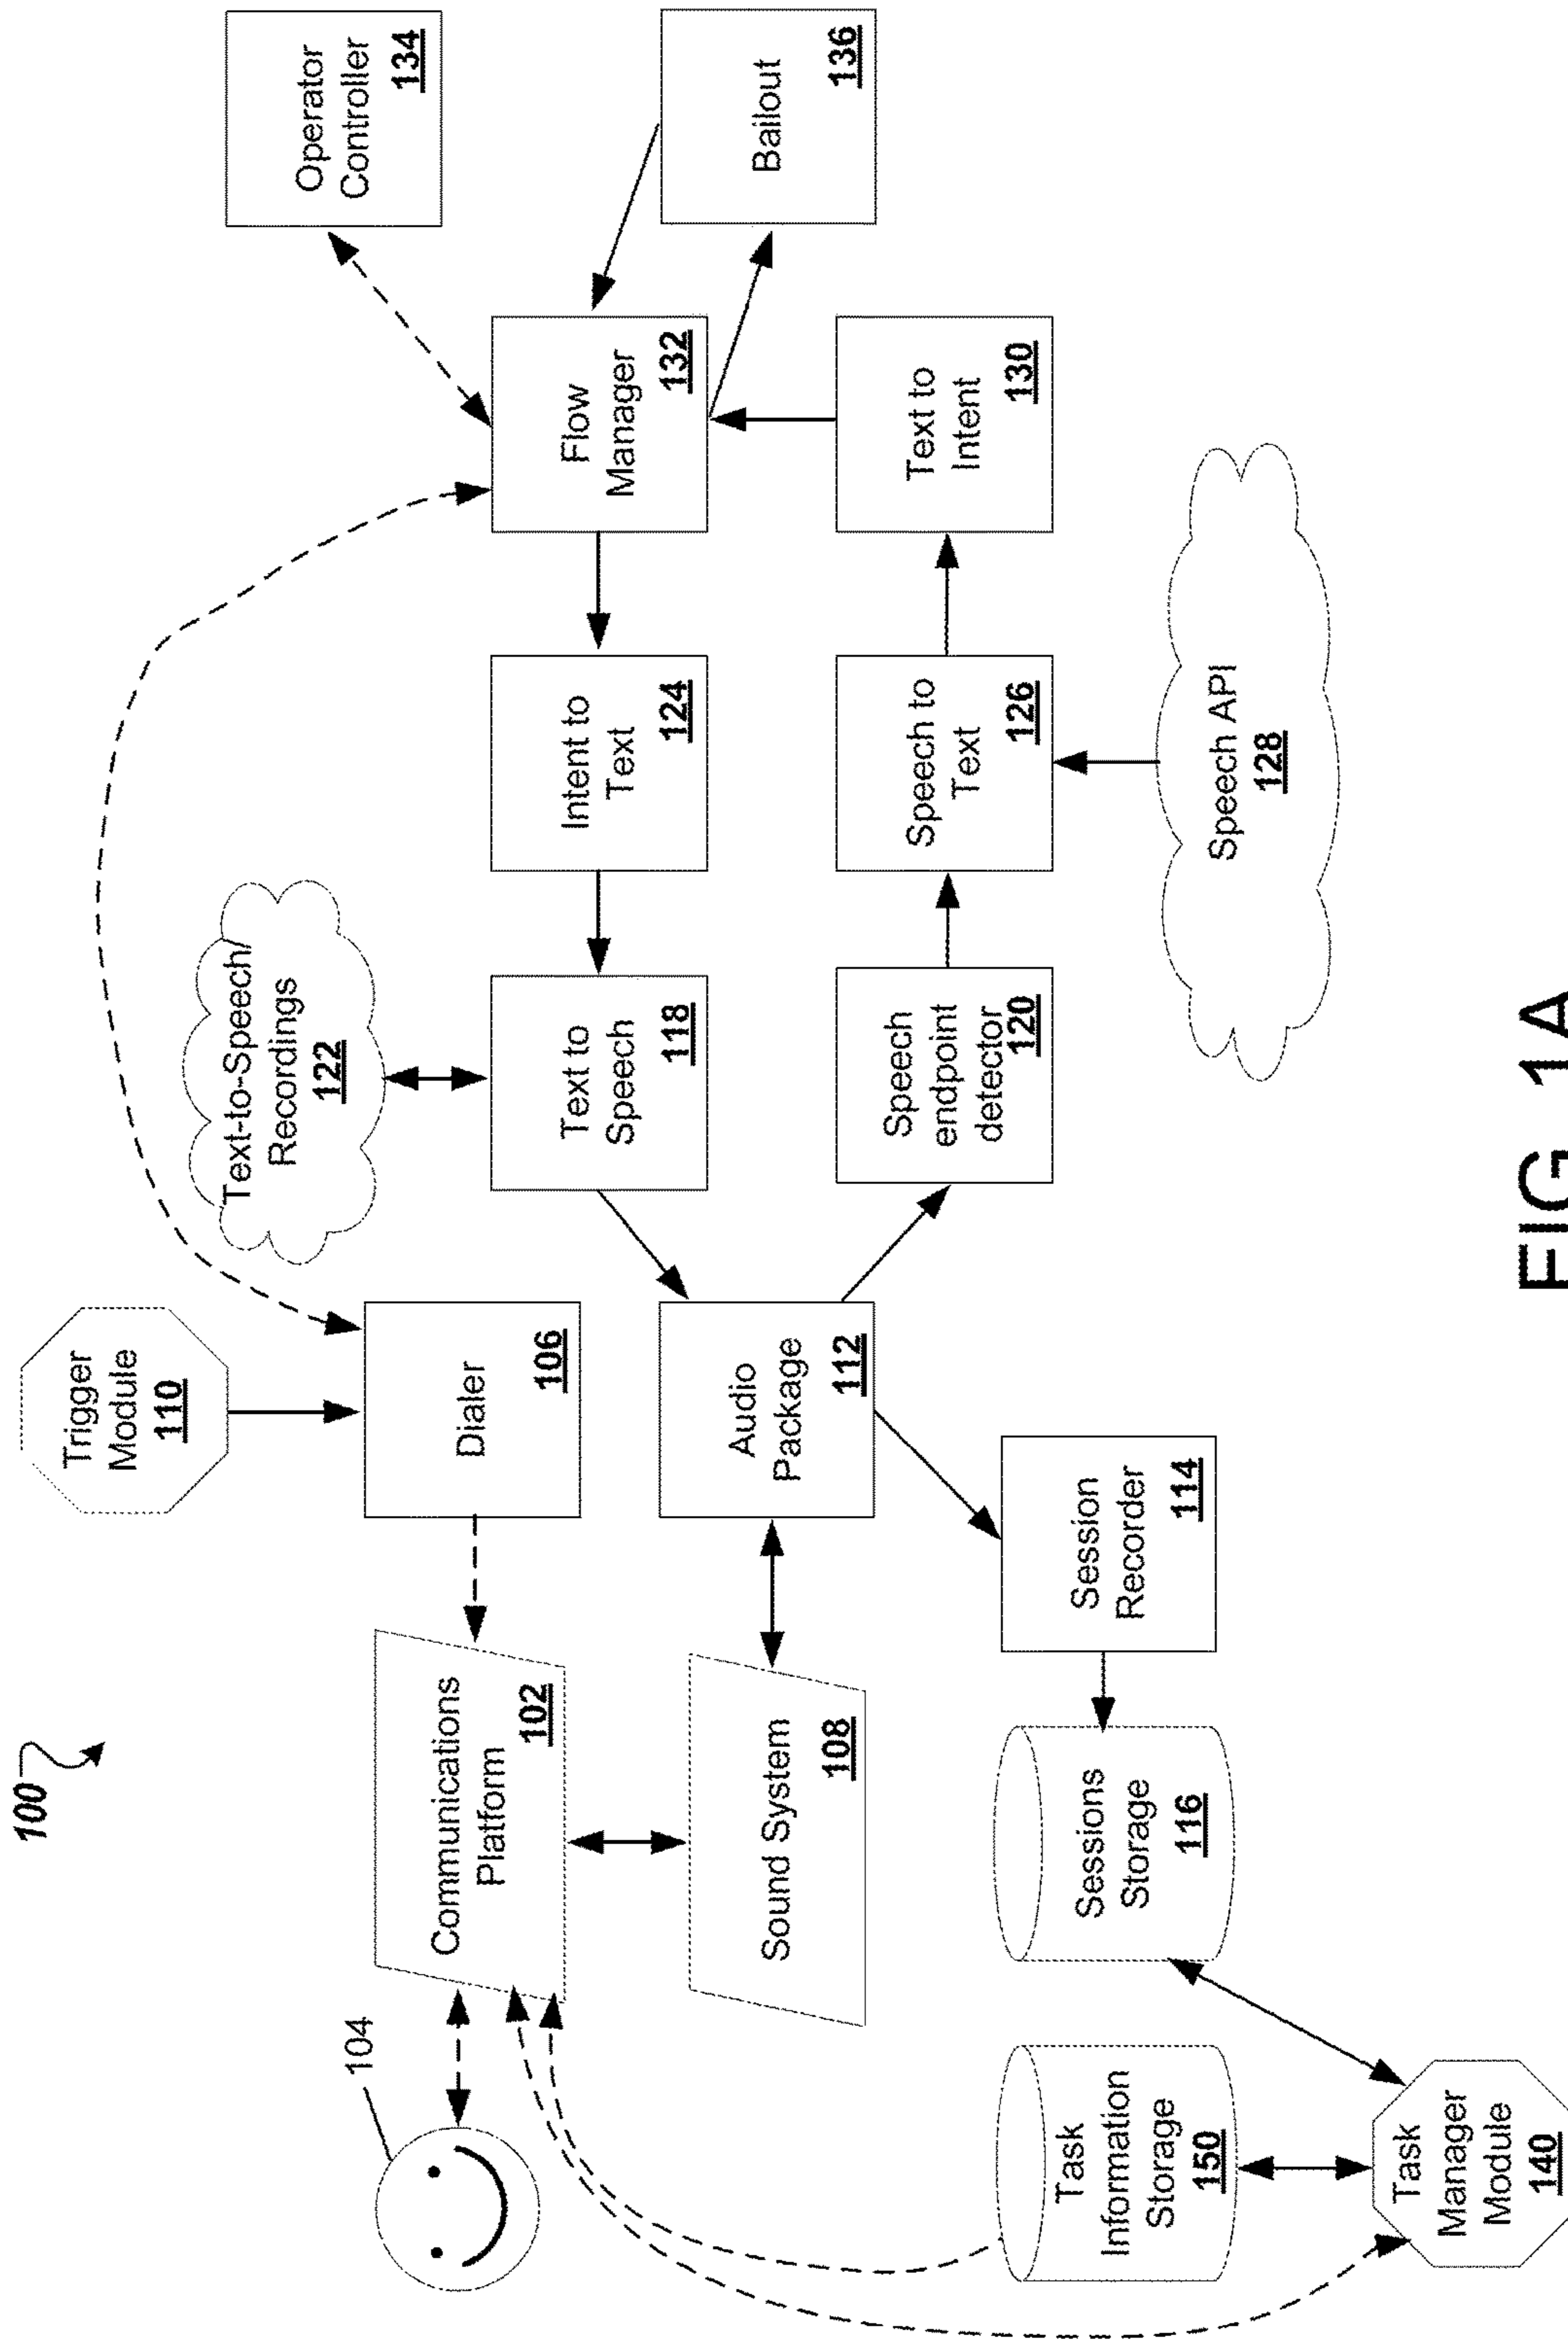 100
104
Communications
Platform
102
Trigger
Module
110
Dialer
106
Text-to-Speech/
Recordings
122
Operator
Controller
134
Sound System
108
Audio
Package
112
Text to
Speech
118
Intent to
Text
124
Flow
Manager
132
Bailout
136
Speech
endpoint
detector
120
Speech to
Text
126
Text to
Intent
130
Task
Information
Storage
150
Sessions
Storage
116
Session
Recorder
114
Speech API
128
Task
Manager
Module
140
FIG. 1A